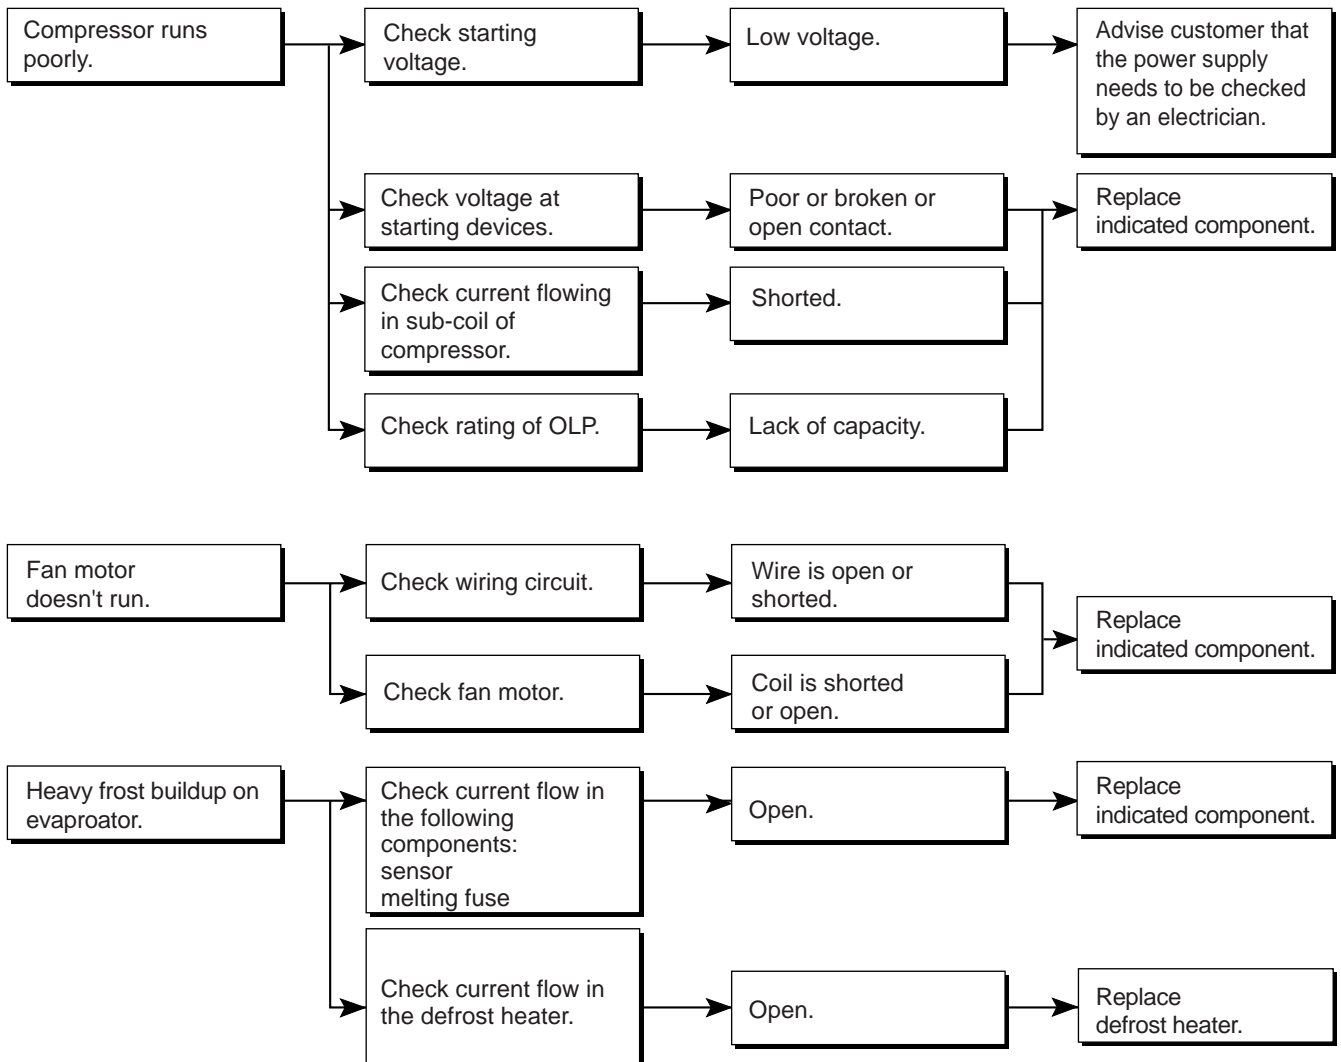 Compressor runs
poorly.
Check starting
voltage.
Low voltage.
Advise customer that
the power supply
needs to be checked
by an electrician.
Check voltage at
starting devices.
Poor or broken or
open contact.
Replace
indicated component.
Check current flowing
in sub-coil of
compressor.
Shorted.
Check rating of OLP.
Lack of capacity.
Fan motor
doesn't run.
Check wiring circuit.
Wire is open or
shorted.
Replace
indicated component.
Check fan motor.
Coil is shorted
or open.
Heavy frost buildup on
evaproator.
Check current flow in
the following
components:
sensor
melting fuse
Open.
Replace
indicated component.
Check current flow in
the defrost heater.
Open.
Replace
defrost heater.